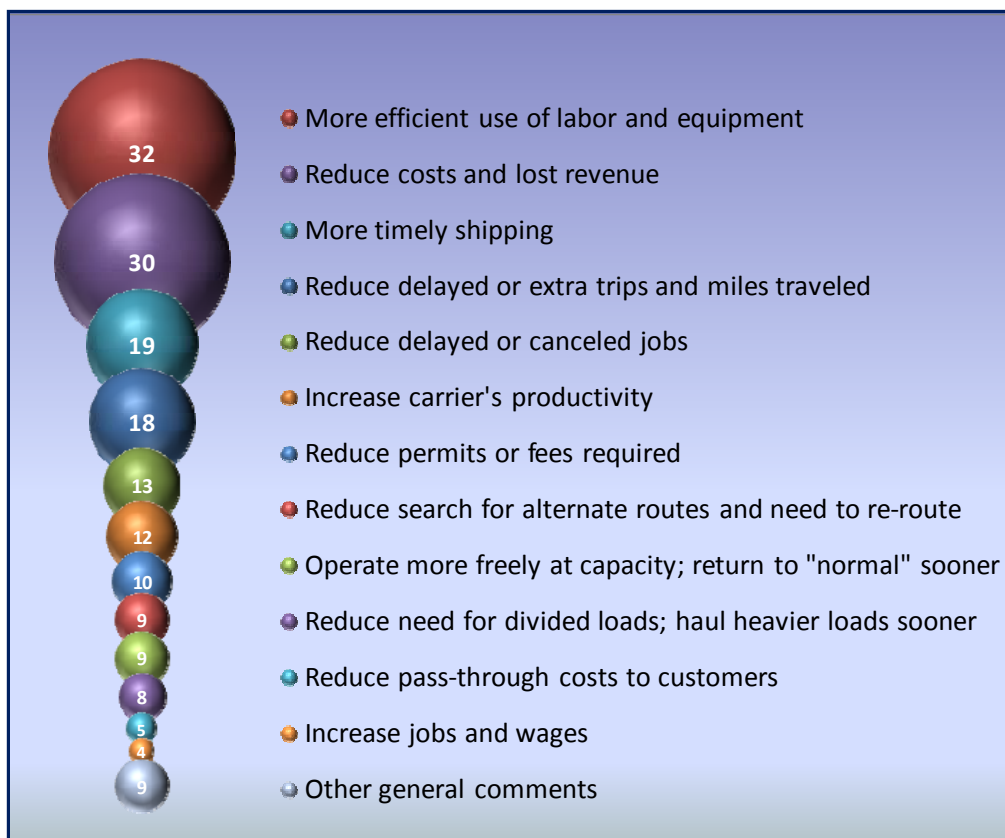 32
30
19
18
13
12
10
9
9
8
5
4
9
More efficient use of labor and equipment
Reduce costs and lost revenue
More timely shipping
Reduce delayed or extra trips and miles traveled
Reduce delayed or canceled jobs
Increase carrier's productivity
Reduce permits or fees required
Reduce search for alternate routes and need to re-route
Operate more freely at capacity; return to "normal" sooner
Reduce need for divided loads; haul heavier loads sooner
Reduce pass-through costs to customers
Increase jobs and wages
Other general comments